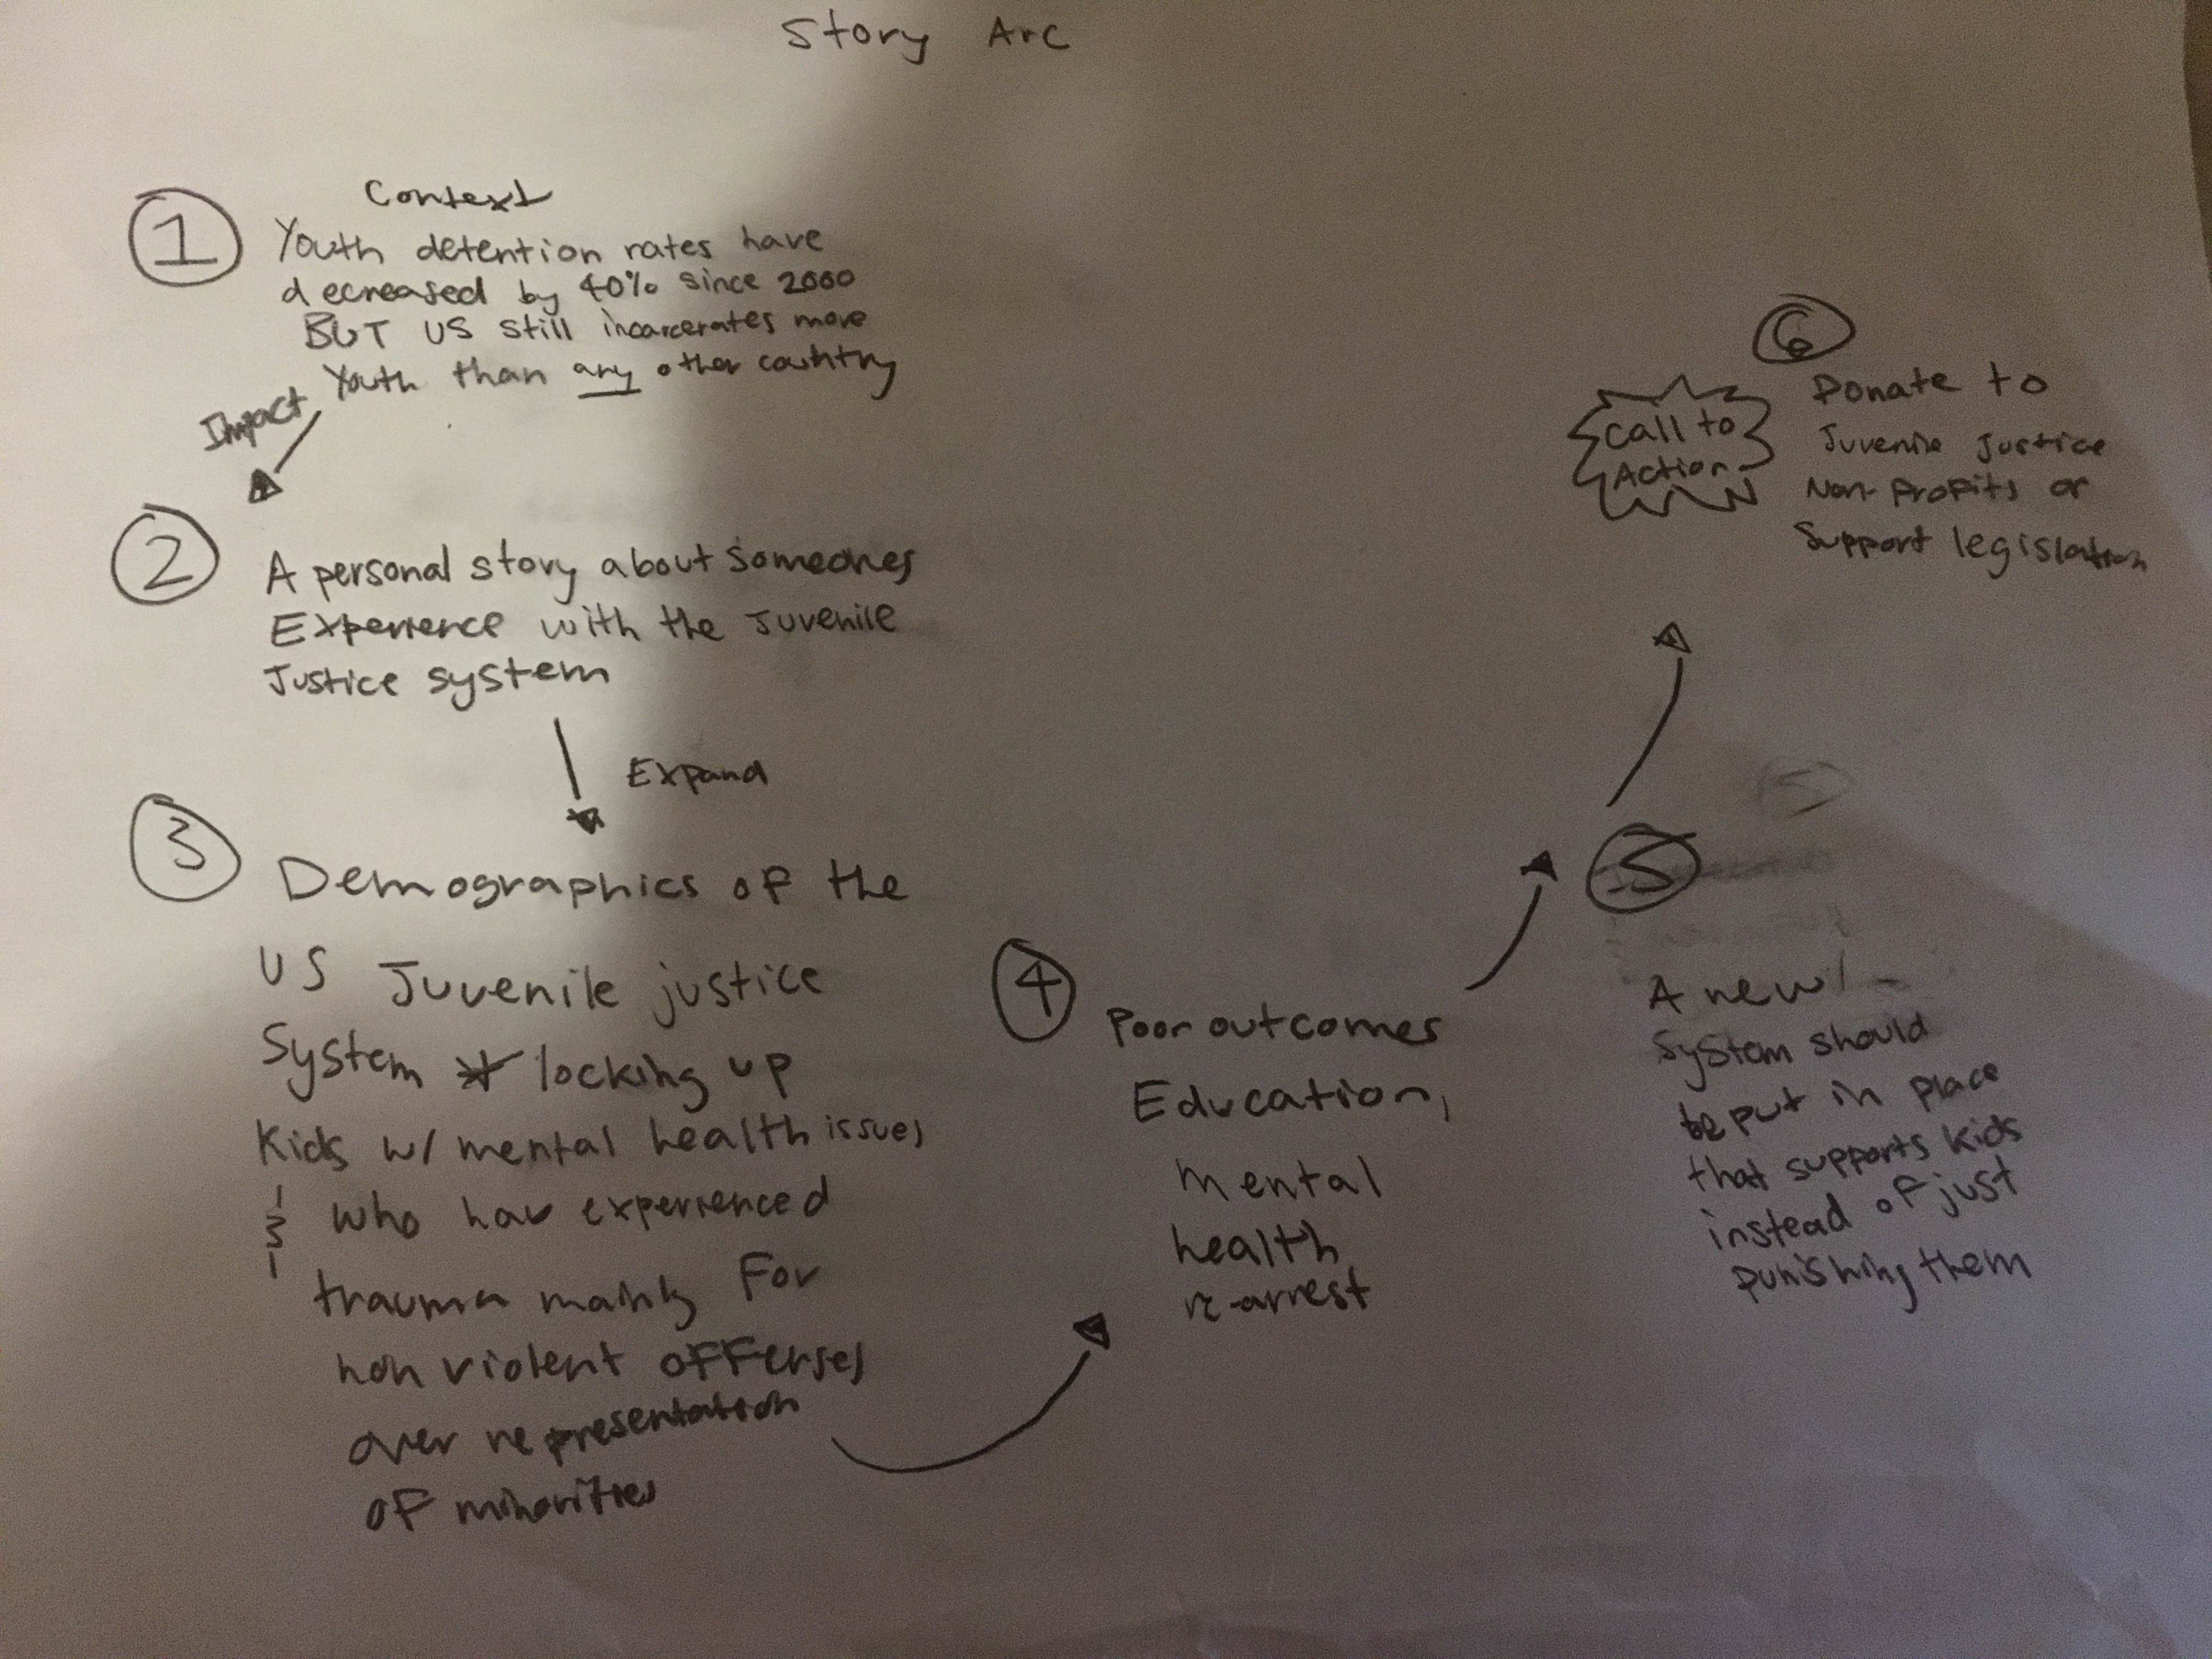 Story Arc
1
Context
Youth detention rates have
decreased by 40% since 2000
BUT US still incarcerates more
Youth than any other country
Impact
2
A personal story about someones
Experience with the Juvenile
Justice system
Expand
3
Demographics of the
US Juvenile justice
System * locking up
Kids w/ mental health issues
& who hav experienced
trauma mainly For
non violent offenses
over representation
of minorities
4
Poor outcomes
Education,
mental
health
re-arrest
5
A new
System should
be put in place
that supports kids
instead of just
punishing them
6
Call to
Action
Donate to
Juvenile Justice
Non-Profits or
Support legislation